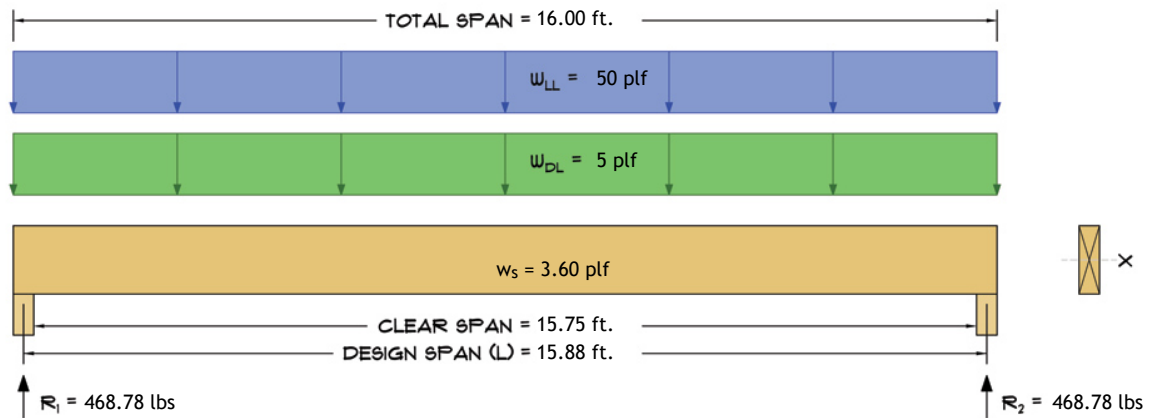 TOTAL SPAN = 16.00 ft.
WLL = 50 plf
WDL = 5 plf
ws = 3.60 plf
X
CLEAR SPAN = 15.75 ft.
DESIGN SPAN (L) = 15.88 ft.
R1 = 468.78 lbs
R2 = 468.78 lbs